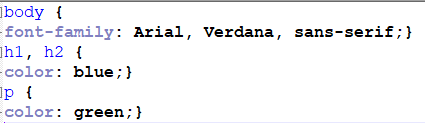 body {
font-family: Arial, Verdana, sans-serif;}
h1, h2 {
color: blue;}
p {
color: green;}